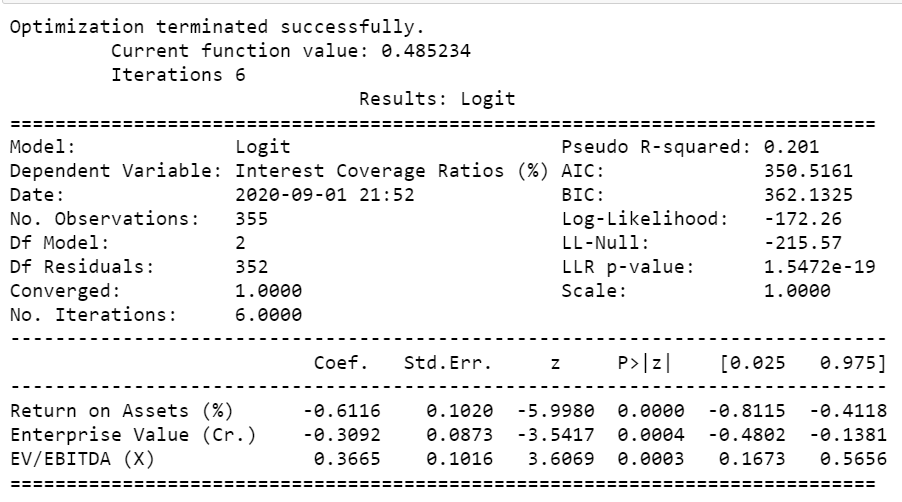 Optimization terminated successfully.
         Current function value: 0.485234
         Iterations 6
                               Results: Logit
=============================================================================
Model:              Logit                        Pseudo R-squared: 0.201
Dependent Variable: Interest Coverage Ratios (%) AIC:              350.5161
Date:               2020-09-01 21:52             BIC:              362.1325
No. Observations:   355                          Log-Likelihood:   -172.26
Df Model:           2                            LL-Null:          -215.57
Df Residuals:       352                          LLR p-value:      1.5472e-19
Converged:          1.0000                       Scale:            1.0000
No. Iterations:     6.0000
------------------------------------------------------------------------------
                           Coef.   Std.Err.     z     P>|z|    [0.025   0.975]
------------------------------------------------------------------------------
Return on Assets (%)      -0.6116    0.1020  -5.9980  0.0000  -0.8115  -0.4118
Enterprise Value (Cr.)    -0.3092    0.0873  -3.5417  0.0004  -0.4802  -0.1381
EV/EBITDA (X)              0.3665    0.1016   3.6069  0.0003   0.1673   0.5656
=============================================================================